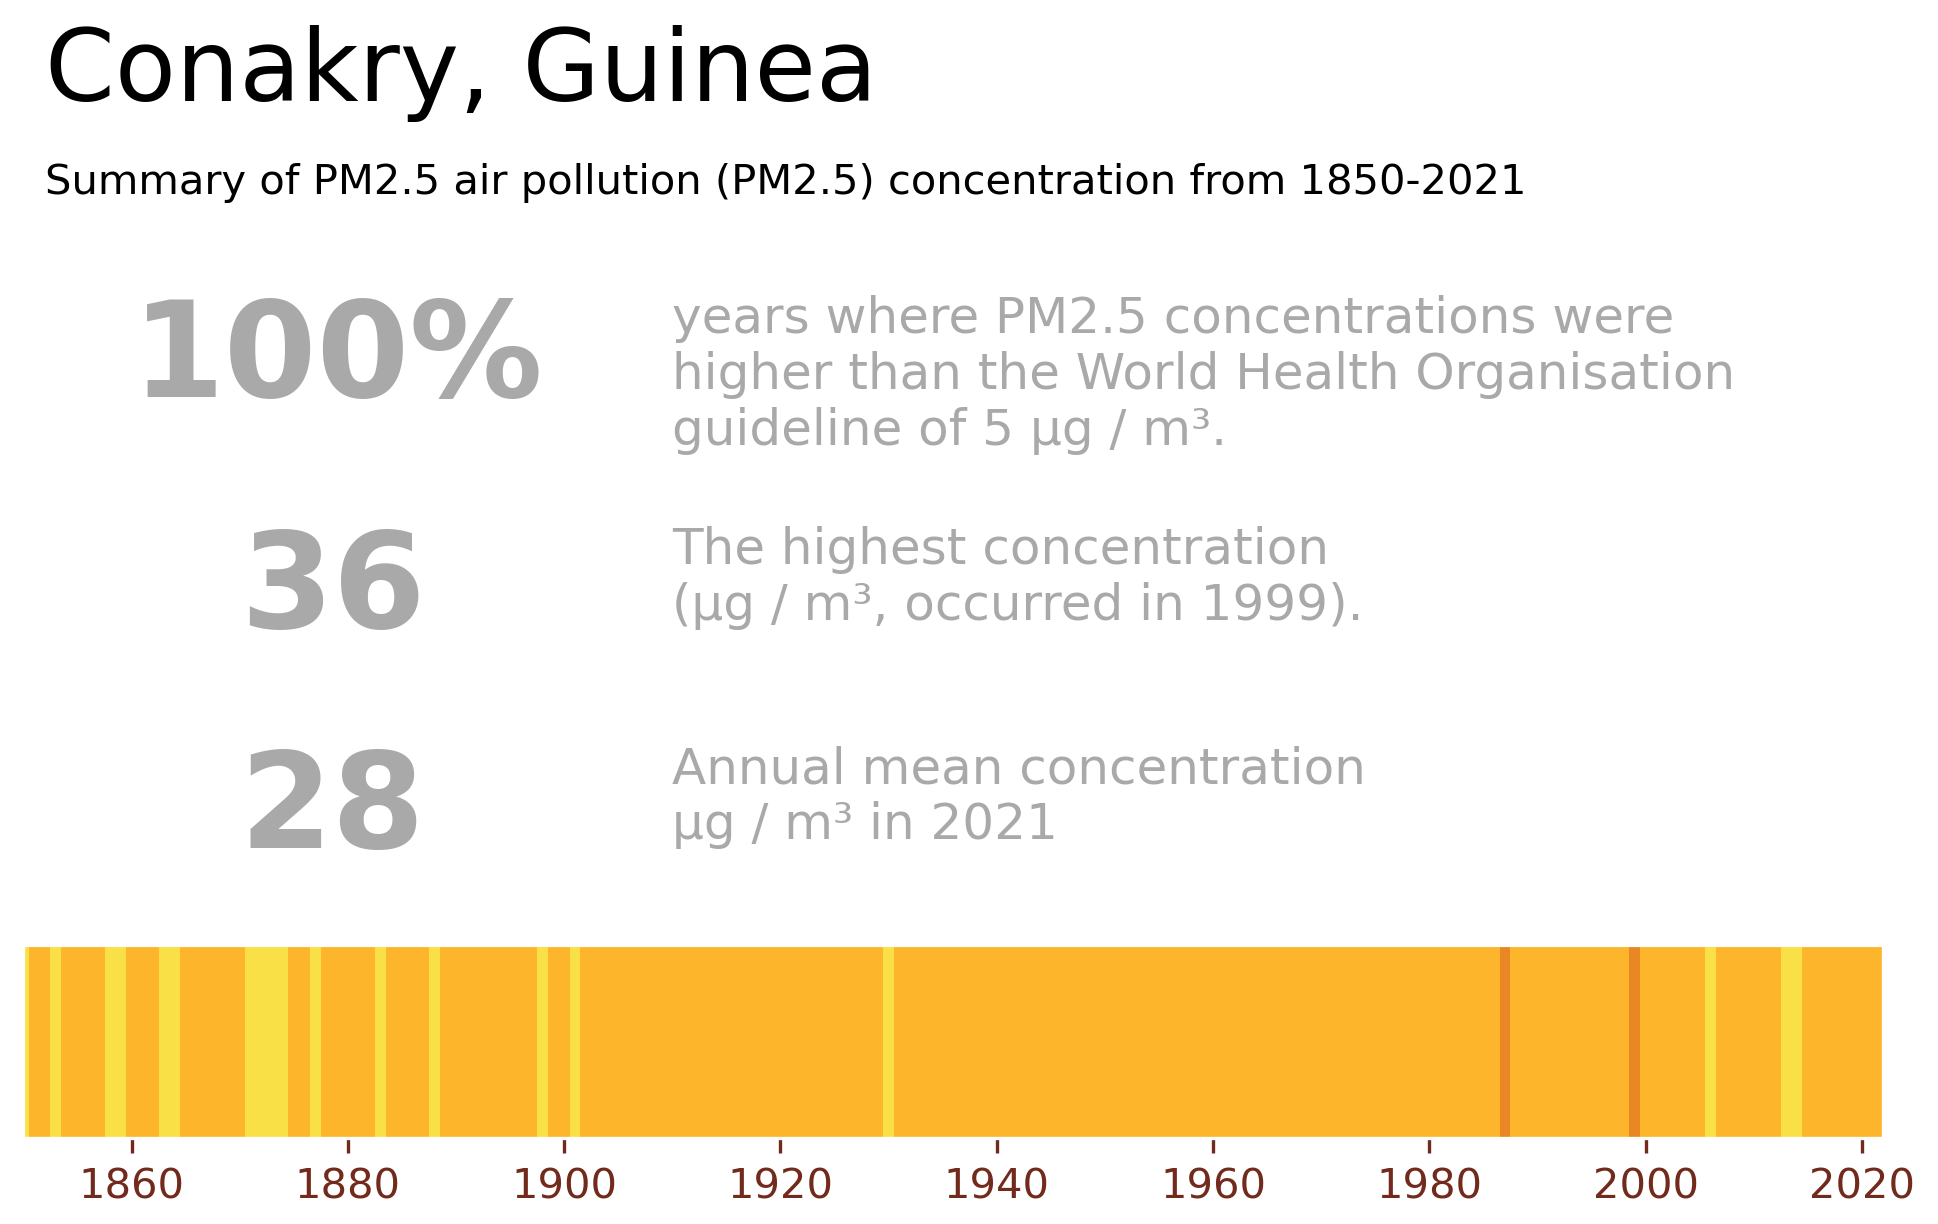 Conakry, Guinea
Summary of PM2.5 air pollution (PM2.5) concentration from 1850-2021
100%
years where PM2.5 concentrations were
higher than the World Health Organisation
guideline of 5 µg / m³.
36
The highest concentration
(µg / m³, occurred in 1999).
28
Annual mean concentration
µg / m³ in 2021
1860 1880 1900 1920 1940 1960 1980 2000 2020